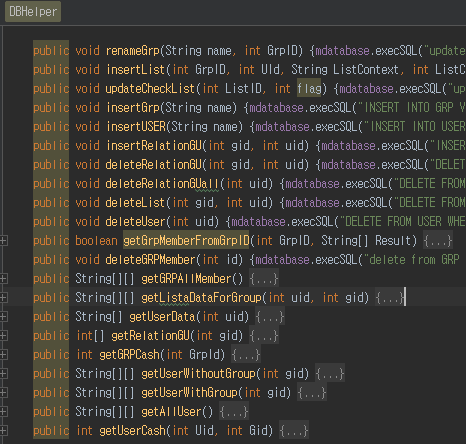 DBHelper
public void renameGrp(String name, int GrpID) {mdatabase.execSQL("update
public void insertList(int GrpID, int UId, String ListContext, int ListC
public void updateCheckList(int ListID, int flag) {mdatabase.execSQL("up
public void insertGrp(String name) {mdatabase.execSQL("INSERT INTO GRP V
public void insertUSER(String name) {mdatabase.execSQL("INSERT INTO USER
public void insertRelationGU(int gid, int uid) {mdatabase.execSQL("INSER
public void deleteRelationGU(int gid, int uid) {mdatabase.execSQL("DELET
public void deleteRelationGUall(int uid) {mdatabase.execSQL("DELETE FROM
public void deleteList(int gid, int uid) {mdatabase.execSQL("DELETE FROM
public void deleteUser(int uid) {mdatabase.execSQL("DELETE FROM USER WHE
public boolean getGrpMemberFromGrpID(int GrpID, String[] Result) {...}
public void deleteGRPMember(int id) {mdatabase.execSQL("delete from GRP
public String[][] getGRPAllMember() {...}
public String[][] getListaDataForGroup(int uid, int gid) {...}
public String[] getUserData(int uid) {...}
public int[] getRelationGU(int gid) {...}
public int getGRPCash(int GrpId) {...}
public String[][] getUserWithoutGroup(int gid) {...}
public String[][] getUserWithGroup(int gid) {...}
public String[][] getAllUser() {...}
public int getUserCash(int Uid, int Gid) {...}